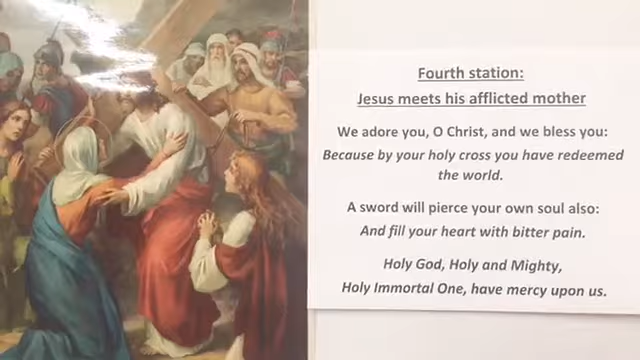 Fourth station:
Jesus meets his afflicted mother
We adore you, O Christ, and we bless you:
Because by your holy cross you have redeemed
the world.
A sword will pierce your own soul also:
And fill your heart with bitter pain.
Holy God, Holy and Mighty,
Holy Immortal One, have mercy upon us.